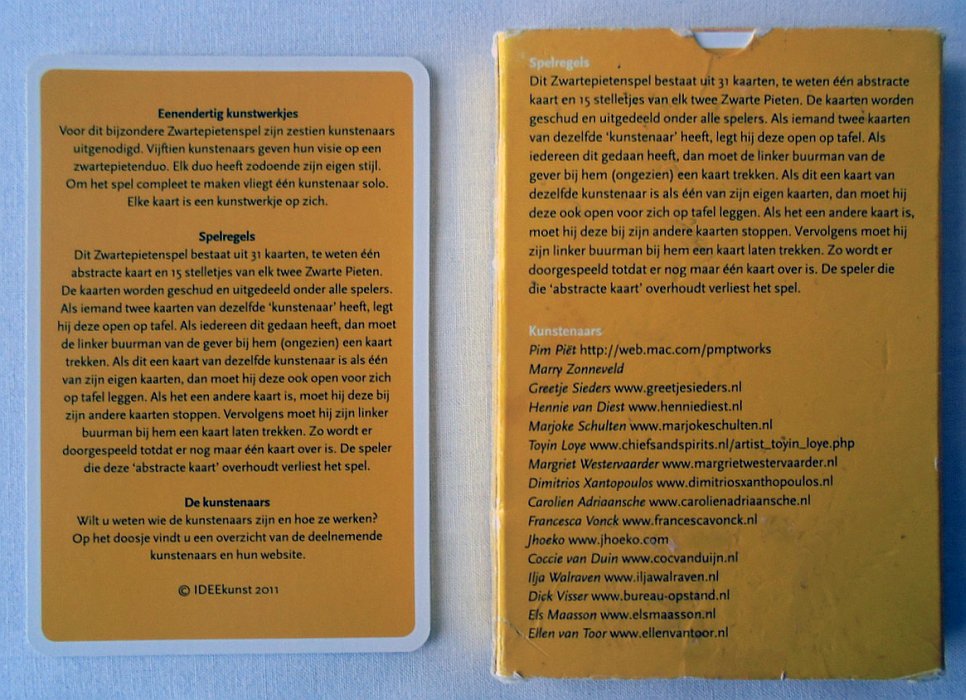 Eenendertig kunstwerkjes
Voor dit bijzondere Zwartepietenspel zijn zestien kunstenaars
uitgenodigd. Vijftien kunstenaars geven hun visie op een
zwartepietenduo. Elk duo heeft zodoende zijn eigen stijl.
Om het spel compleet te maken vliegt één kunstenaar solo.
Elke kaart is een kunstwerkje op zich.
Spelregels
Dit Zwartepietenspel bestaat uit 31 kaarten, te weten één
abstracte kaart en 15 stelletjes van elk twee Zwarte Pieten.
De kaarten worden geschud en uitgedeeld onder alle spelers.
Als iemand twee kaarten van dezelfde ‘kunstenaar’ heeft, legt
hij deze open op tafel. Als iedereen dit gedaan heeft, dan moet
de linker buurman van de gever bij hem (ongezien) een kaart
trekken. Als dit een kaart van dezelfde kunstenaar is als één
van zijn eigen kaarten, dan moet hij deze ook open voor zich
op tafel leggen. Als het een andere kaart is, moet hij deze bij
zijn andere kaarten stoppen. Vervolgens moet hij zijn linker
buurman bij hem een kaart laten trekken. Zo wordt er
doorgespeeld totdat er nog maar één kaart over is. De speler
die deze ‘abstracte kaart’ overhoudt verliest het spel.
De kunstenaars
Wilt u weten wie de kunstenaars zijn en hoe ze werken?
Op het doosje vindt u een overzicht van de deelnemende
kunstenaars en hun website.
© IDEEkunst 2011
Spelregels
Dit Zwartepietenspel bestaat uit 31 kaarten, te weten één abstracte
kaart en 15 stelletjes van elk twee Zwarte Pieten. De kaarten worden
geschud en uitgedeeld onder alle spelers. Als iemand twee kaarten
van dezelfde ‘kunstenaar’ heeft, legt hij deze open op tafel. Als
iedereen dit gedaan heeft, dan moet de linker buurman van de
gever bij hem (ongezien) een kaart trekken. Als dit een kaart van
dezelfde kunstenaar is als één van zijn eigen kaarten, dan moet hij
deze ook open voor zich op tafel leggen. Als het een andere kaart is,
moet hij deze bij zijn andere kaarten stoppen. Vervolgens moet hij
zijn linker buurman bij hem een kaart laten trekken. Zo wordt er
doorgespeeld totdat er nog maar één kaart over is. De speler die
die ‘abstracte kaart’ overhoudt verliest het spel.
Kunstenaars
Pim Piët http://web.mac.com/pmptworks
Marry Zonneveld
Greetje Sieders www.greetjesieders.nl
Hennie van Diest www.henniediest.nl
Marjoke Schulten www.marjokeschulten.nl
Toyin Loye www.chiefsandspirits.nl/artist_toyin_loye.php
Margriet Westervaarder www.margrietwestervaarder.nl
Dimitrios Xantopoulos www.dimitriosxanthopoulos.nl
Carolien Adriaansche www.carolienadriaansche.nl
Francesca Vonck www.francescavonck.nl
Jhoeko www.jhoeko.com
Coccie van Duin www.cocvanduijn.nl
Ilja Walraven www.iljawalraven.nl
Dick Visser www.bureau-opstand.nl
Els Maasson www.elsmaasson.nl
Ellen van Toor www.ellenvantoor.nl